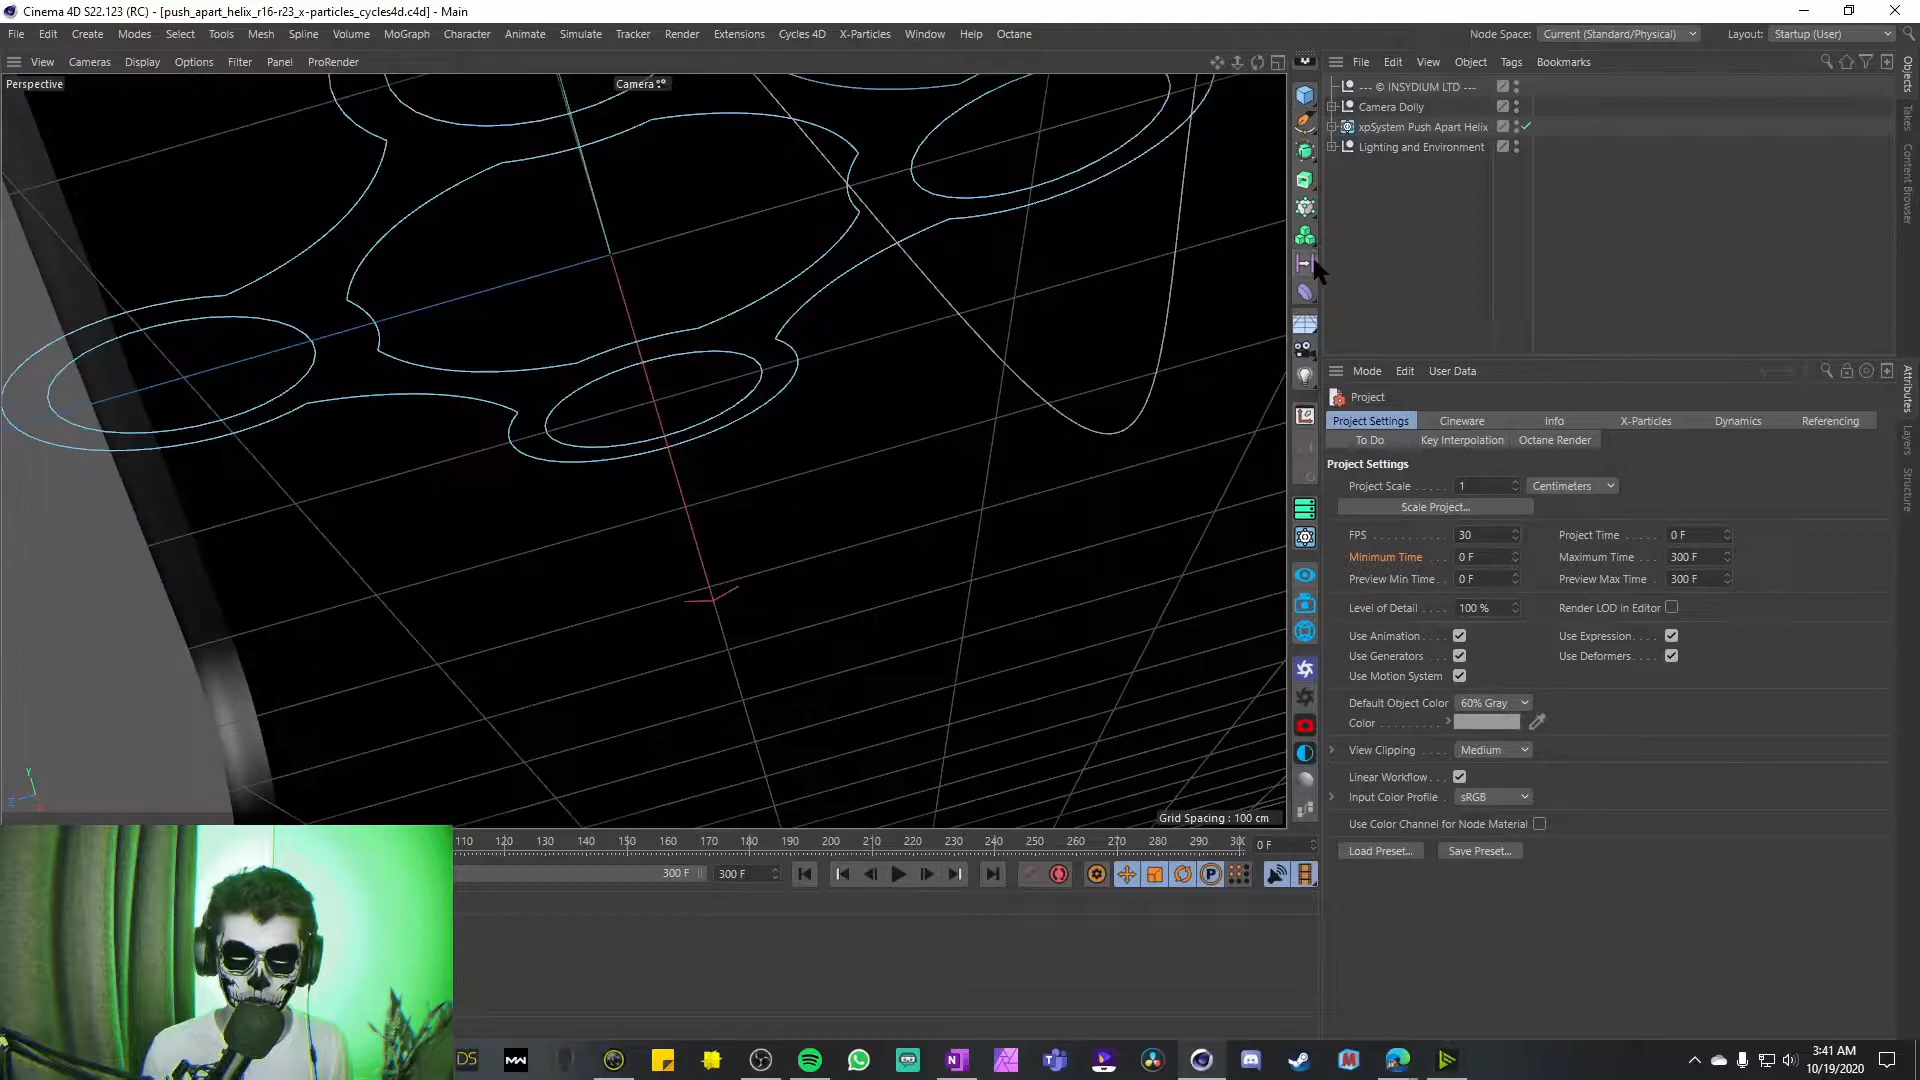 Cinema 4D S22.123 (RC) - [push_apart_helix_r16-r23_x-particles_cycles4d.c4d] - Main
File Edit Create Modes Select Tools Mesh Spline Volume MoGraph Character Animate Simulate Tracker Render Extensions Cycles 4D X-Particles Window Help Octane
Node Space: Current (Standard/Physical) Layout: Startup (User)
View Cameras Display Options Filter Panel ProRender
File Edit View Object Tags Bookmarks
Perspective
Camera
--- © INSYDIUM LTD ---
Camera Dolly
xpSystem Push Apart Helix
Lighting and Environment
Objects
Takes
Content Browser
Mode Edit User Data
Project
Project Settings Cineware Info X-Particles Dynamics Referencing
To Do Key Interpolation Octane Render
Attributes
Layers
Structure
Project Settings
Project Scale 1 Centimeters
Scale Project...
FPS 30 Project Time 0 F
Minimum Time 0 F Maximum Time 300 F
Preview Min Time 0 F Preview Max Time 300 F
Level of Detail 100 % Render LOD in Editor
Use Animation Use Expression
Use Generators Use Deformers
Use Motion System
Default Object Color 60% Gray
Color
View Clipping Medium
Linear Workflow
Input Color Profile sRGB
Use Color Channel for Node Material
Load Preset... Save Preset...
Y
Z
X
Grid Spacing : 100 cm
110 120 130 140 150 160 170 180 190 200 210 220 230 240 250 260 270 280 290 30
0 F
300 F 300 F
P
DS
3:41 AM
10/19/2020